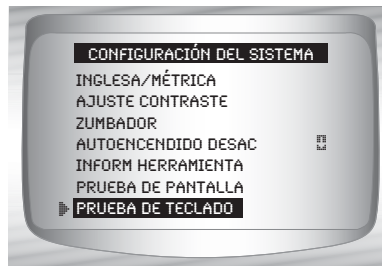 CONFIGURACIÓN DEL SISTEMA
INGLESA/MÉTRICA
AJUSTE CONTRASTE
ZUMBADOR
AUTOENCENDIDO DESAC
INFORM HERRAMIENTA
PRUEBA DE PANTALLA
PRUEBA DE TECLADO